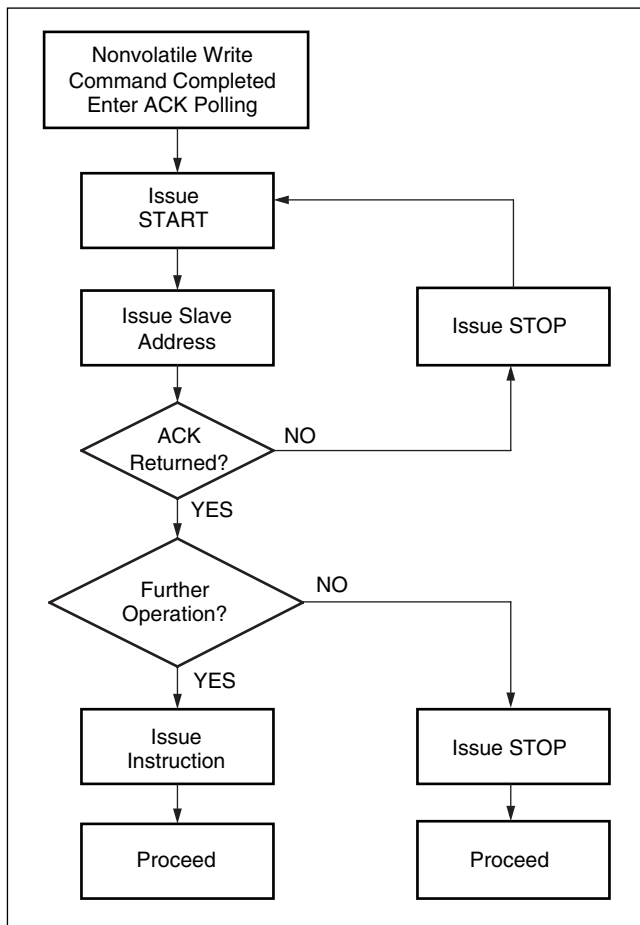 Nonvolatile Write
Command Completed
Enter ACK Polling
Issue
START
Issue Slave
Address
Issue STOP
ACK
Returned?
NO
YES
Further
Operation?
NO
YES
Issue
Instruction
Issue STOP
Proceed
Proceed